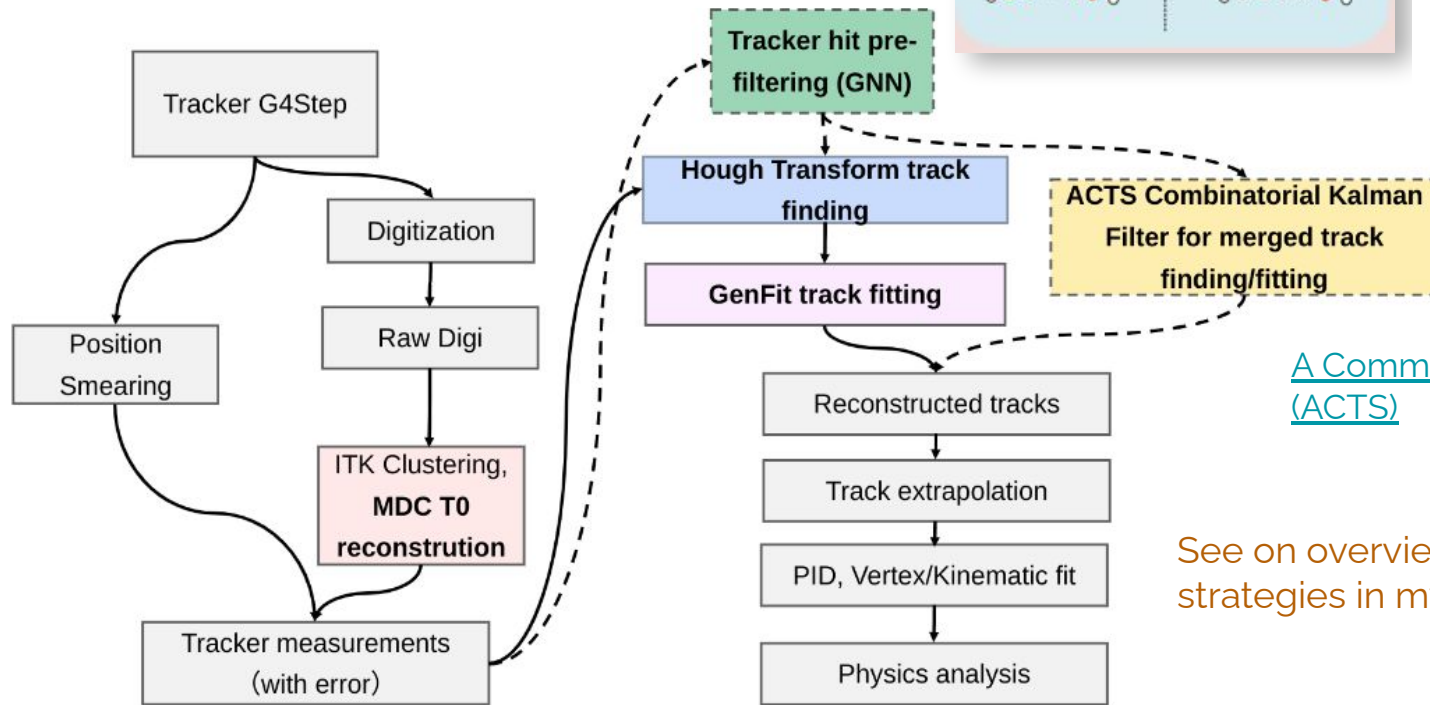 Tracker hit pre-
filtering (GNN)
Tracker G4Step
Hough Transform track
finding
ACTS Combinatorial Kalman
Filter for merged track
finding/fitting
Digitization
GenFit track fitting
Raw Digi
Position
Smearing
A Comm
(ACTS)
Reconstructed tracks
ITK Clustering,
MDC T0
reconstrution
Track extrapolation
See on overvie
strategies in m
PID, Vertex/Kinematic fit
Tracker measurements
（with error）
Physics analysis